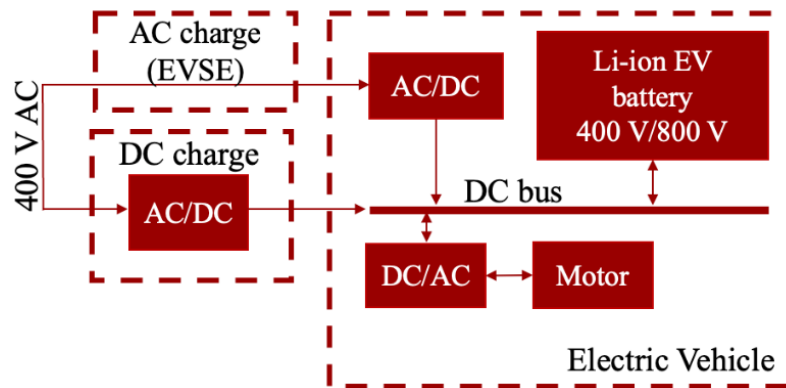 AC charge
(EVSE)
400 V AC
DC charge
AC/DC
AC/DC
Li-ion EV
battery
400 V/800 V
DC bus
DC/AC
Motor
Electric Vehicle